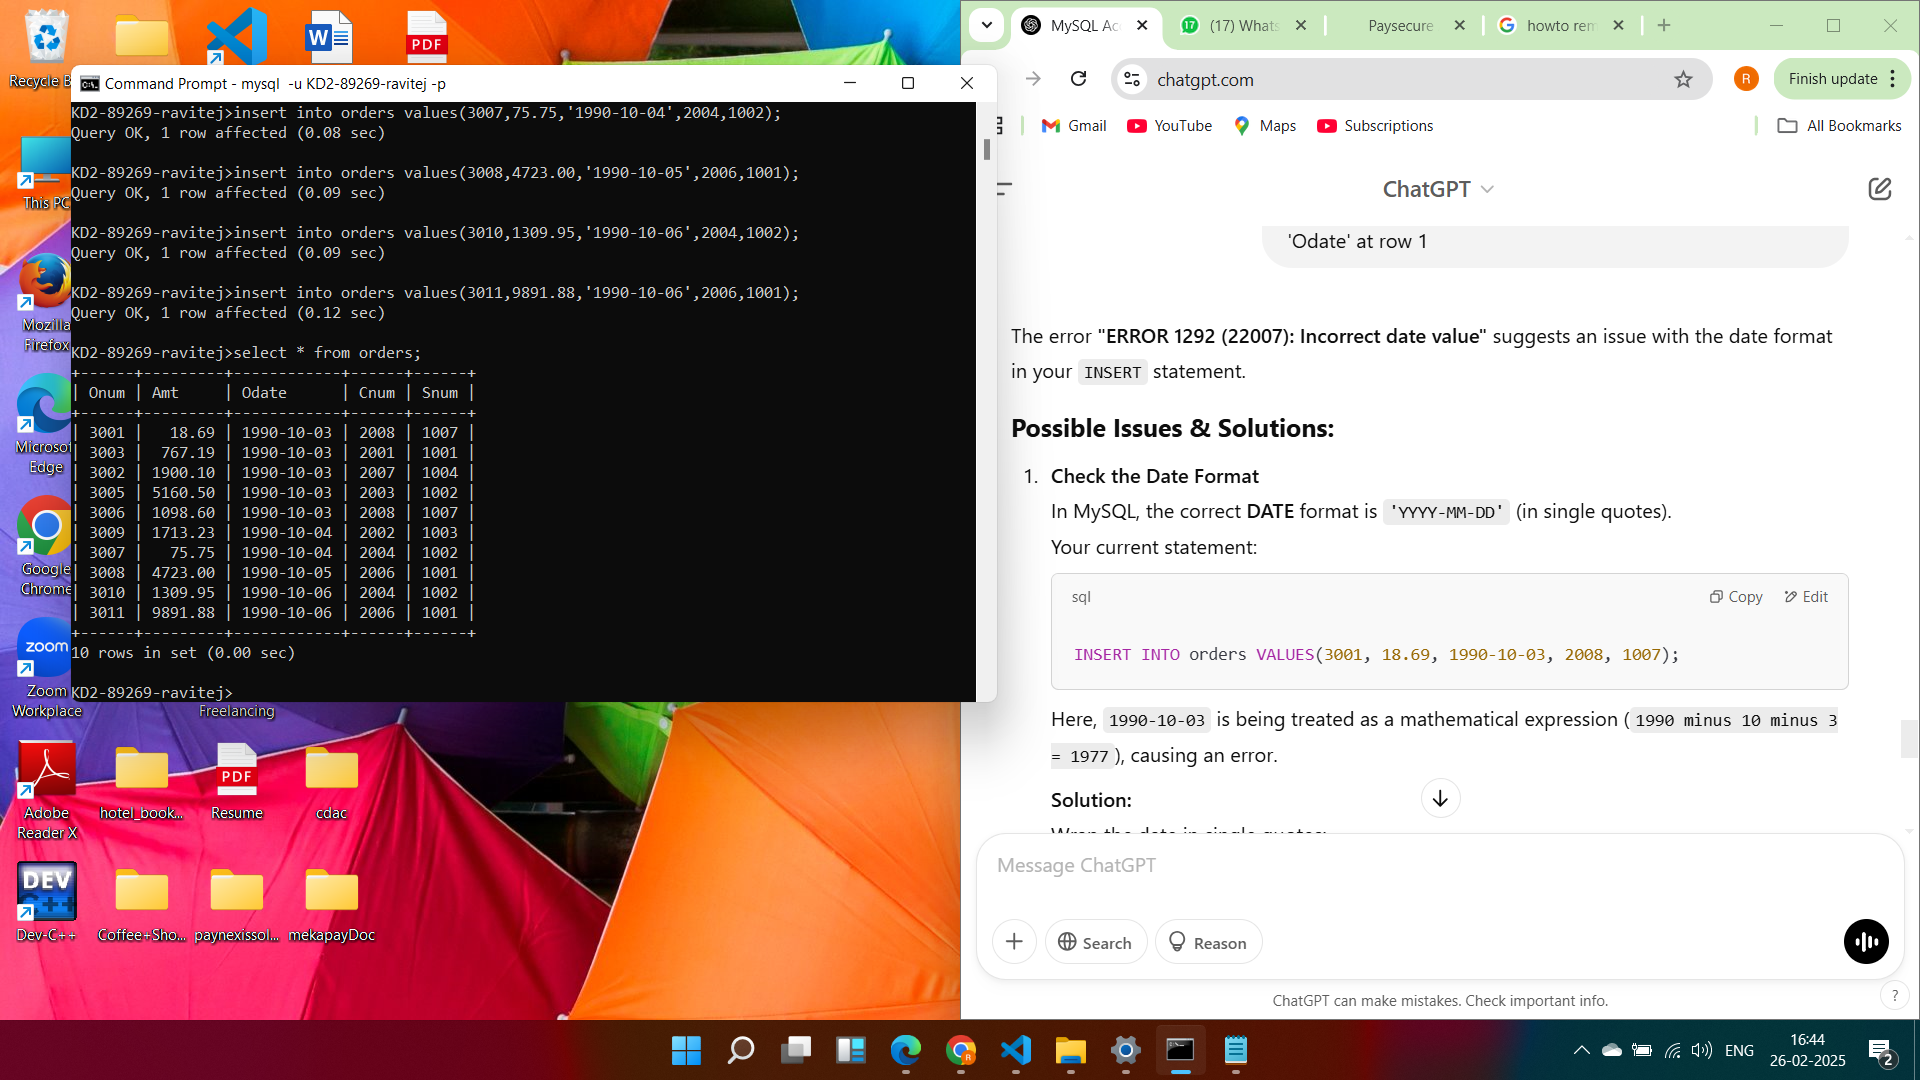 Recycle B
This PC
Mozilla
Firefox
Microsof
Edge
Google
Chrome
zoom
Zoom
Workplace
Freelancing
Adobe
Reader X
hotel_book...
PDF
Resume
cdac
DEV
C++
Dev-C++
Coffee+Sho...
paynexissol...
mekapayDoc
W
PDF
Command Prompt - mysql  -u KD2-89269-ravitej -p
KD2-89269-ravitej>insert into orders values(3007,75.75,'1990-10-04',2004,1002);
Query OK, 1 row affected (0.08 sec)
KD2-89269-ravitej>insert into orders values(3008,4723.00,'1990-10-05',2006,1001);
Query OK, 1 row affected (0.09 sec)
KD2-89269-ravitej>insert into orders values(3010,1309.95,'1990-10-06',2004,1002);
Query OK, 1 row affected (0.09 sec)
KD2-89269-ravitej>insert into orders values(3011,9891.88,'1990-10-06',2006,1001);
Query OK, 1 row affected (0.12 sec)
KD2-89269-ravitej>select * from orders;
+------+---------+------------+------+------+
| Onum | Amt     | Odate      | Cnum | Snum |
+------+---------+------------+------+------+
| 3001 |   18.69 | 1990-10-03 | 2008 | 1007 |
| 3003 |  767.19 | 1990-10-03 | 2001 | 1001 |
| 3002 | 1900.10 | 1990-10-03 | 2007 | 1004 |
| 3005 | 5160.50 | 1990-10-03 | 2003 | 1002 |
| 3006 | 1098.60 | 1990-10-03 | 2008 | 1007 |
| 3009 | 1713.23 | 1990-10-04 | 2002 | 1003 |
| 3007 |   75.75 | 1990-10-04 | 2004 | 1002 |
| 3008 | 4723.00 | 1990-10-05 | 2006 | 1001 |
| 3010 | 1309.95 | 1990-10-06 | 2004 | 1002 |
| 3011 | 9891.88 | 1990-10-06 | 2006 | 1001 |
+------+---------+------------+------+------+
10 rows in set (0.00 sec)
KD2-89269-ravitej>
MySQL Ac
(17) Whats
Paysecure
howto rem
chatgpt.com
R
Finish update
Gmail
YouTube
Maps
Subscriptions
All Bookmarks
ChatGPT
'Odate' at row 1
The error "ERROR 1292 (22007): Incorrect date value" suggests an issue with the date format
in your INSERT statement.
Possible Issues & Solutions:
1. Check the Date Format
In MySQL, the correct DATE format is 'YYYY-MM-DD' (in single quotes).
Your current statement:
sql
Copy
Edit
INSERT INTO orders VALUES(3001, 18.69, 1990-10-03, 2008, 1007);
Here, 1990-10-03 is being treated as a mathematical expression (1990 minus 10 minus 3
= 1977), causing an error.
Solution:
Wrap the date in single quotes:
Message ChatGPT
Search
Reason
ChatGPT can make mistakes. Check important info.
?
ENG
16:44
26-02-2025
2